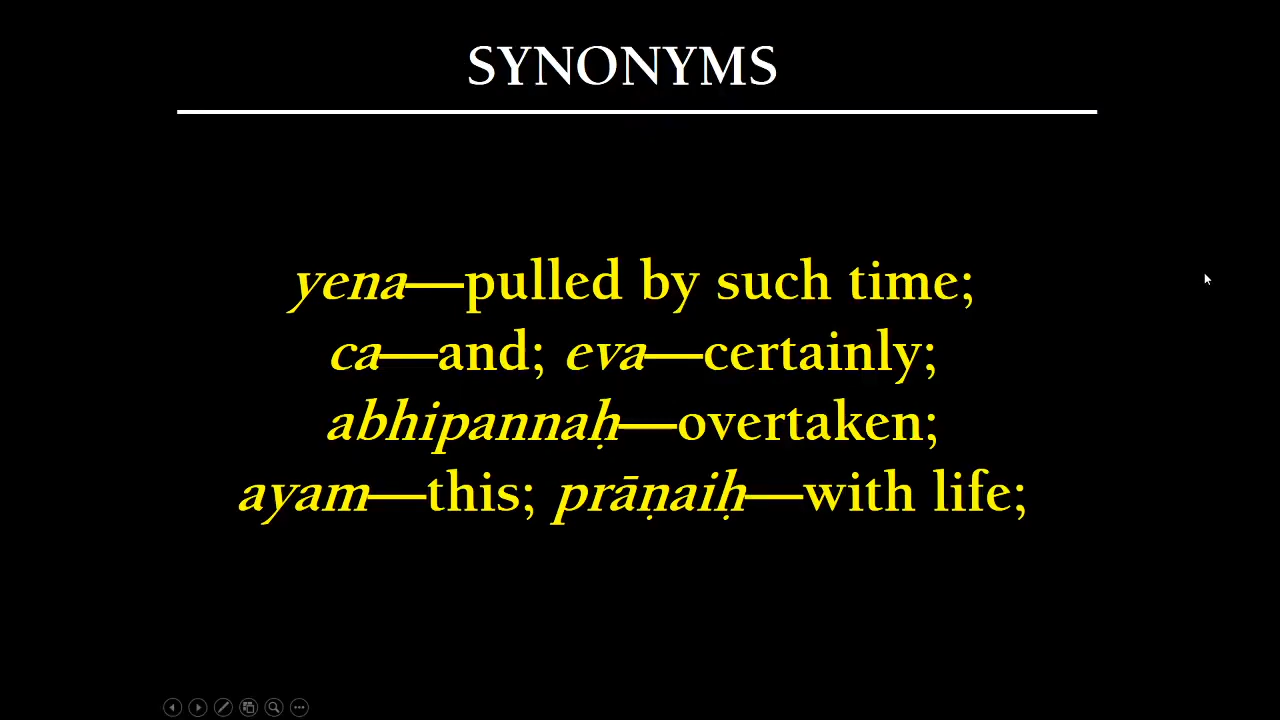 SYNONYMS
yena—pulled by such time;
ca—and; eva—certainly;
abhipannaḥ—overtaken;
ayam—this; prāṇaiḥ—with life;